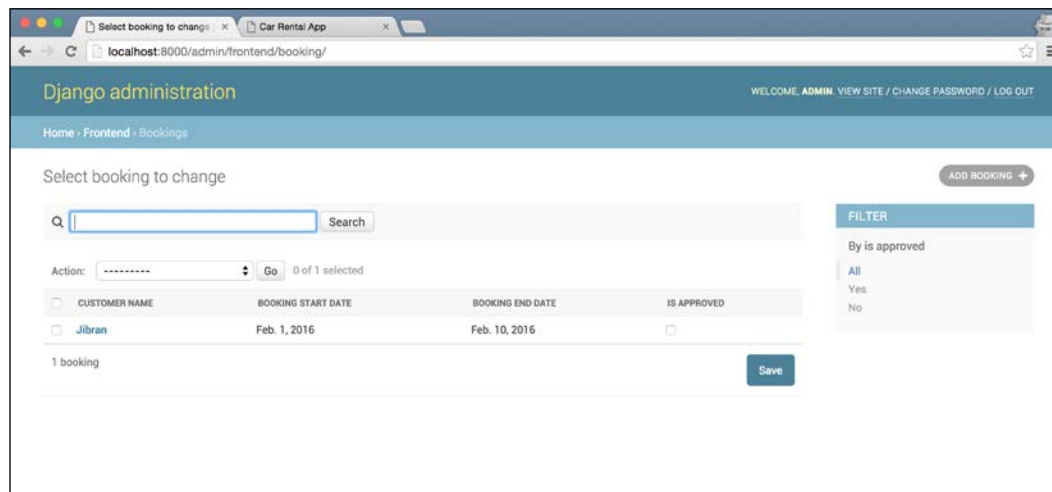 Select booking to change
Car Rental App
localhost:8000/admin/frontend/booking/
Django administration
WELCOME, ADMIN. VIEW SITE / CHANGE PASSWORD / LOG OUT
Home › Frontend › Bookings
Select booking to change
ADD BOOKING +
Search
FILTER
By is approved
All
Yes
No
Action: --------- Go 0 of 1 selected
CUSTOMER NAME BOOKING START DATE BOOKING END DATE IS APPROVED
Jibran Feb. 1, 2016 Feb. 10, 2016
1 booking
Save